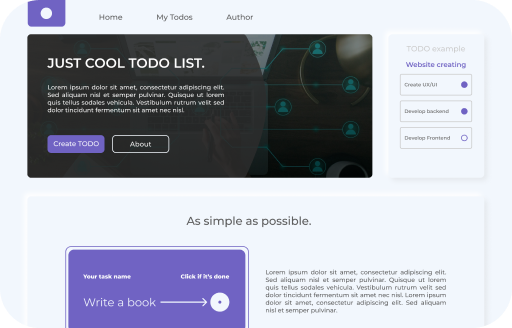 Home My Todos Author
JUST COOL TODO LIST.
Lorem ipsum dolor sit amet, consectetur adipiscing elit.
Sed aliquam nisl et semper pulvinar. Quisque ut lorem
quis tellus sodales vehicula. Vestibulum rutrum velit sed
dolor tincidunt fermentum sit amet nec nisl.
Create TODO About
TODO example
Website creating
Create UX/UI
Develop backend
Develop Frontend
As simple as possible.
Your task name Click if it's done
Write a book
Lorem ipsum dolor sit amet, consectetur adipiscing elit.
Sed aliquam nisl et semper pulvinar. Quisque ut lorem
quis tellus sodales vehicula. Vestibulum rutrum velit sed
dolor tincidunt fermentum sit amet nec nisl. Lorem ipsum
dolor sit amet, consectetur adipiscing elit. Sed aliquam
nisl et semper pulvinar. Quisque ut lorem quis tellus